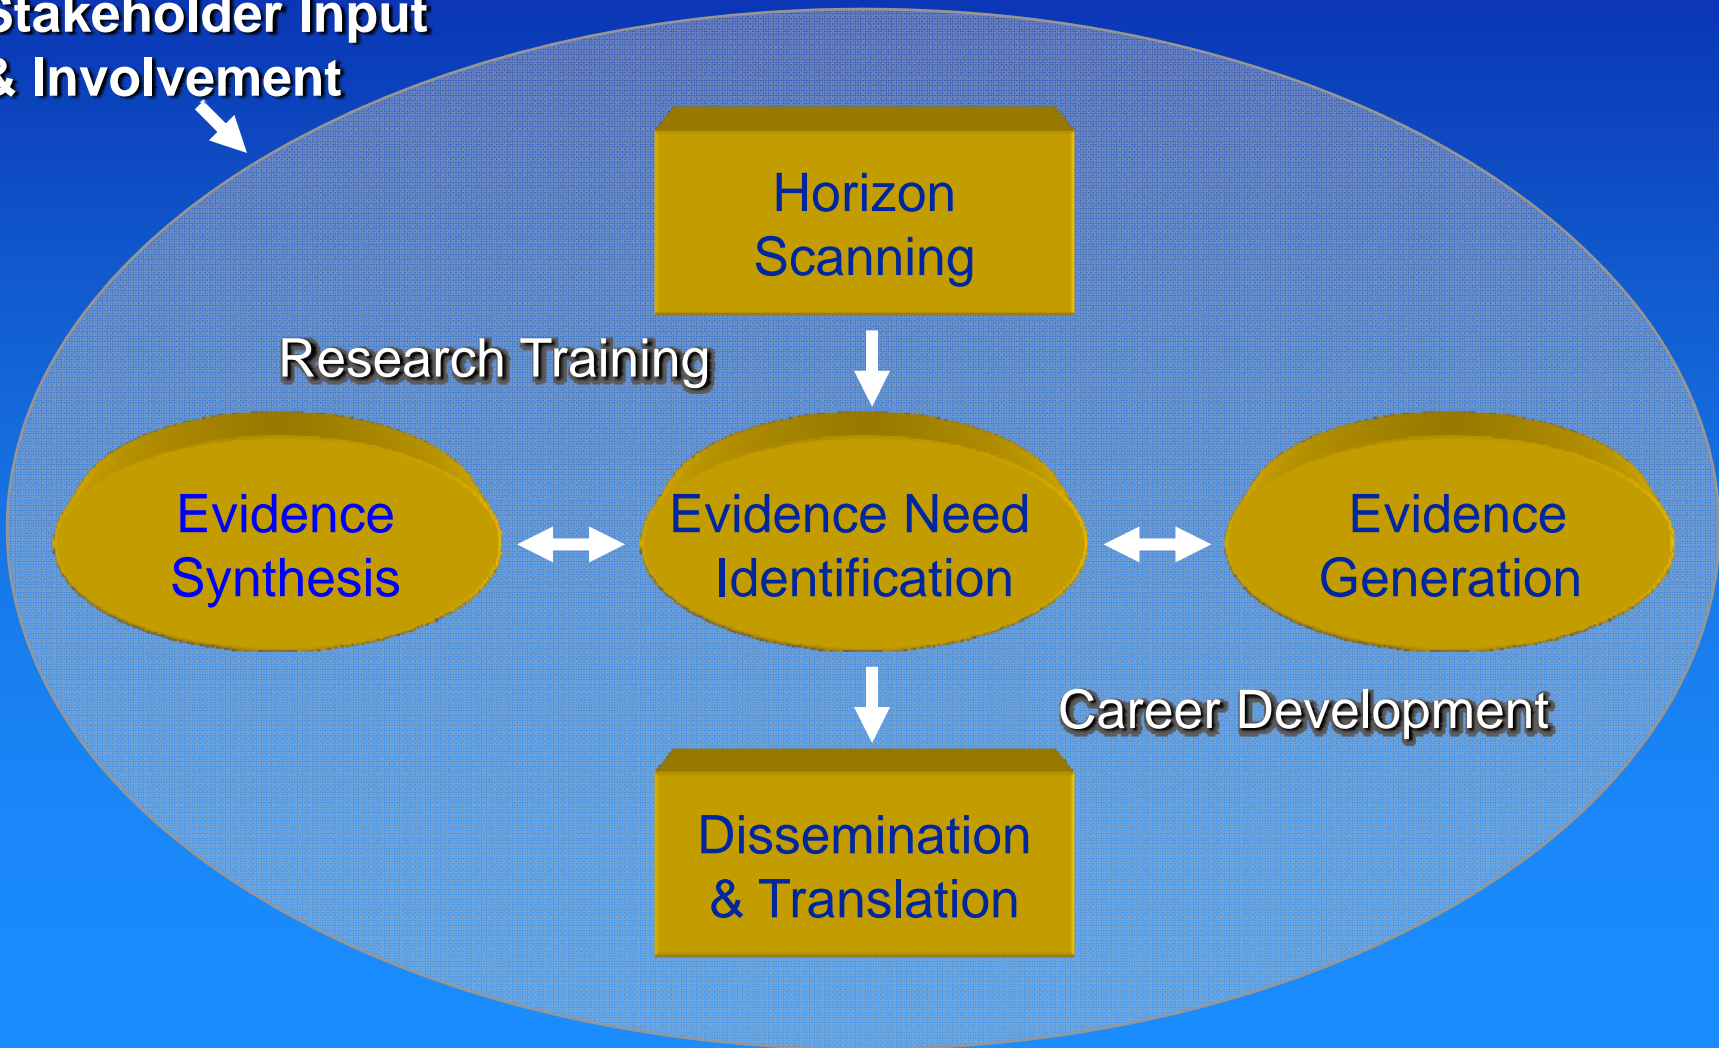 Stakeholder Input
& Involvement
Horizon
Scanning
Research Training
Evidence
Synthesis
Evidence Need
Identification
Evidence
Generation
Career Development
Dissemination
& Translation